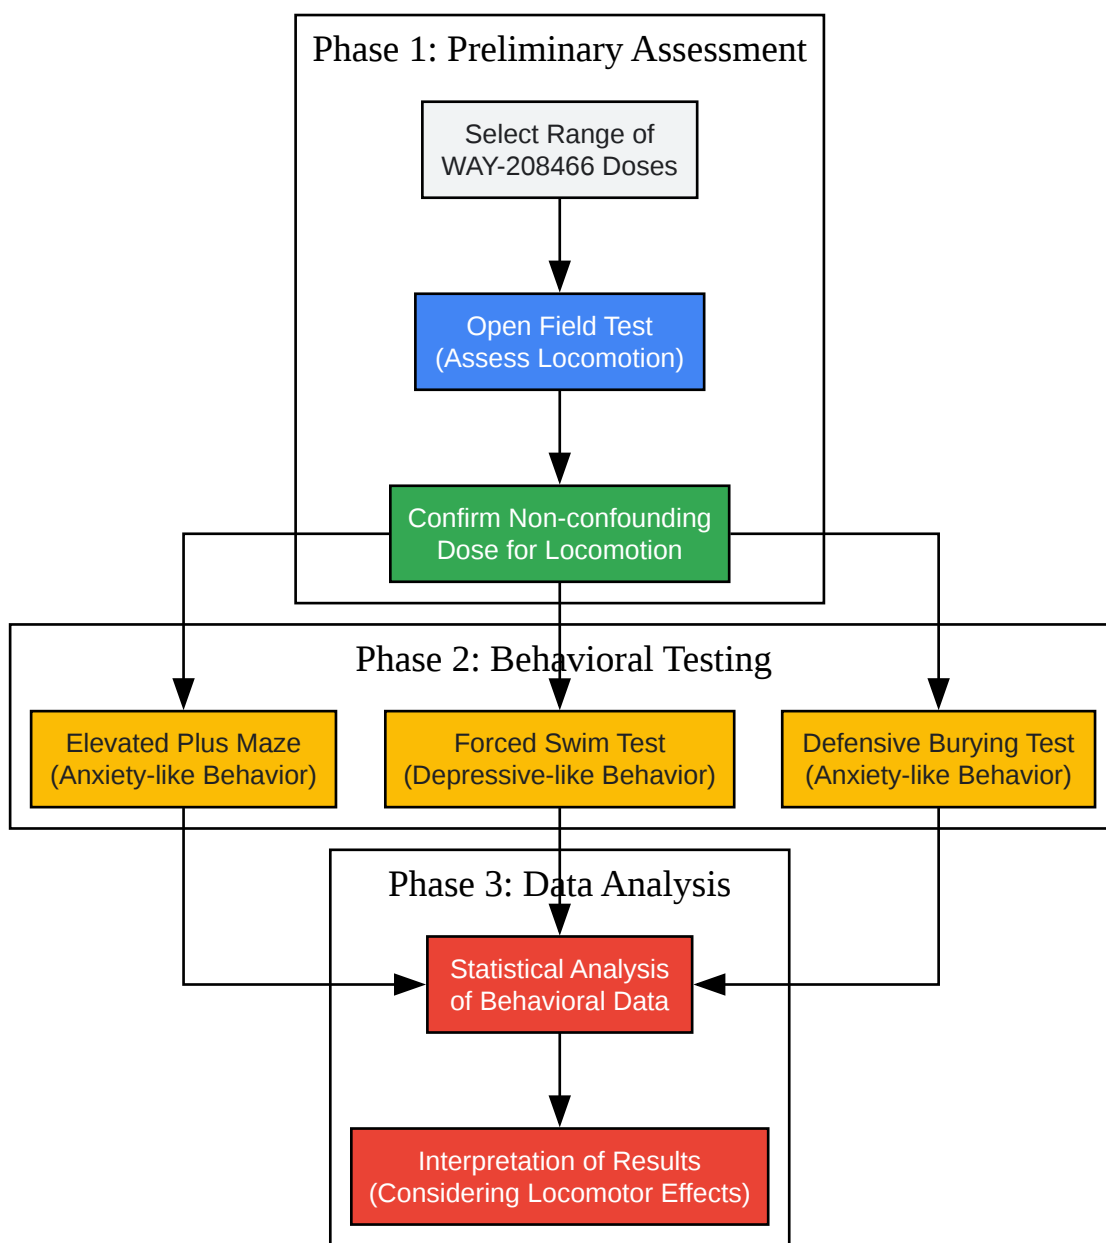 Phase 1: Preliminary Assessment
Select Range of
WAY-208466 Doses
Open Field Test
(Assess Locomotion)
Confirm Non-confounding
Dose for Locomotion
Phase 2: Behavioral Testing
Elevated Plus Maze
(Anxiety-like Behavior)
Forced Swim Test
(Depressive-like Behavior)
Defensive Burying Test
(Anxiety-like Behavior)
Phase 3: Data Analysis
Statistical Analysis
of Behavioral Data
Interpretation of Results
(Considering Locomotor Effects)